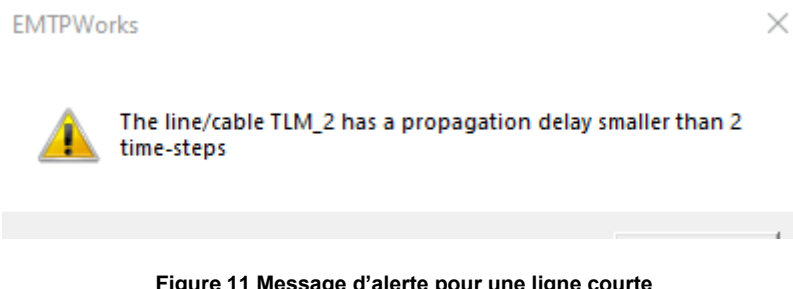 EMTPWorks
The line/cable TLM_2 has a propagation delay smaller than 2
time-steps
Figure 11 Message d'alerte pour une ligne courte